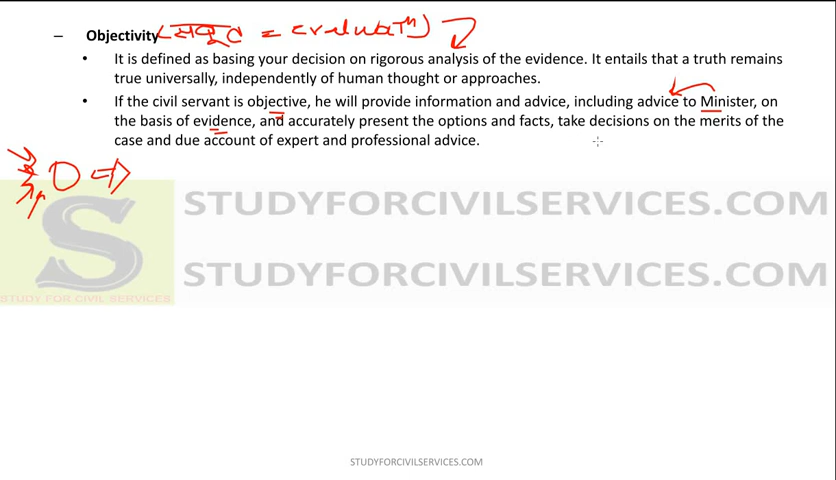 – Objectivity (सबूत = evaluatn)
• It is defined as basing your decision on rigorous analysis of the evidence. It entails that a truth remains
true universally, independently of human thought or approaches.
• If the civil servant is objective, he will provide information and advice, including advice to Minister, on
the basis of evidence, and accurately present the options and facts, take decisions on the merits of the
case and due account of expert and professional advice.
STUDYFORCIVILSERVICES.COM
STUDYFORCIVILSERVICES.COM
S
STUDY FOR CIVIL SERVICES
STUDYFORCIVILSERVICES.COM